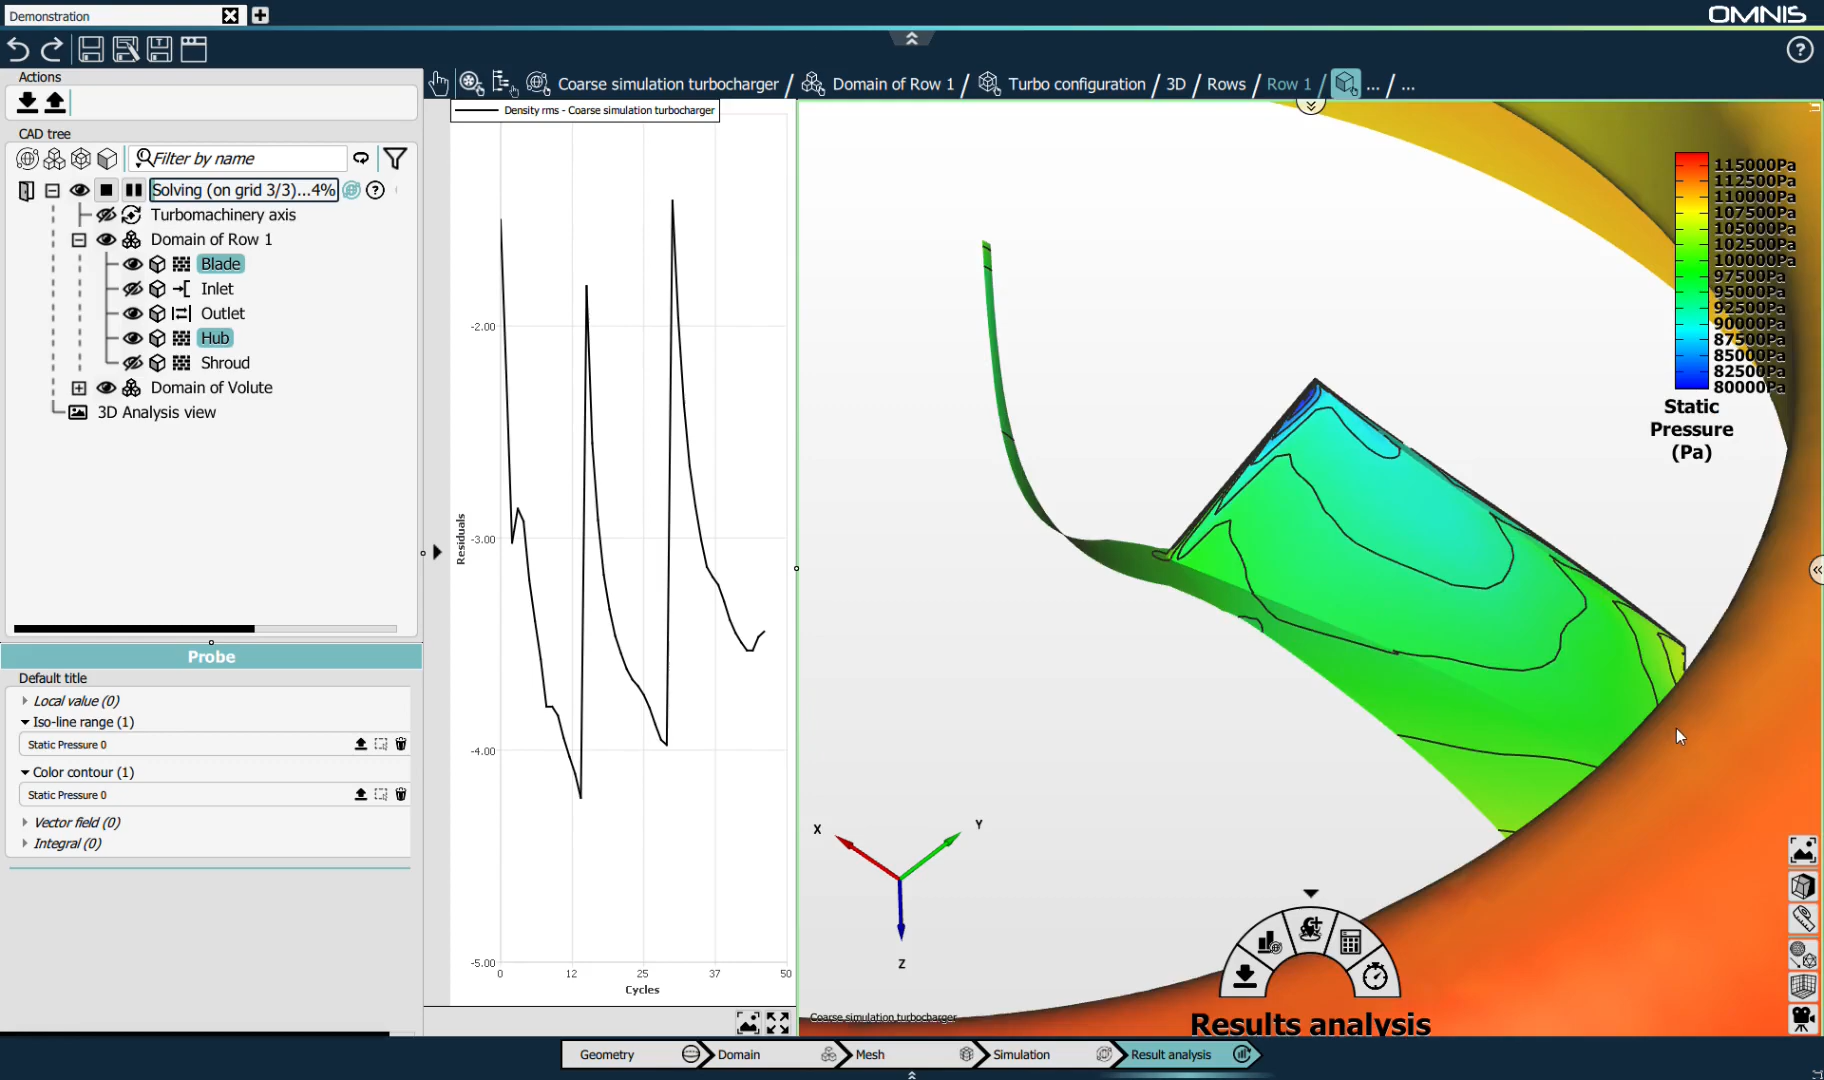 Demonstration
OMNIS
Actions
Coarse simulation turbocharger / Domain of Row 1 / Turbo configuration / 3D / Rows / Row 1 / ... / ...
CAD tree
Filter by name
Solving (on grid 3/3)...4%
Turbomachinery axis
Domain of Row 1
Blade
Inlet
Outlet
Hub
Shroud
Domain of Volute
3D Analysis view
Probe
Default title
Local value (0)
Iso-line range (1)
Static Pressure 0
Color contour (1)
Static Pressure 0
Vector field (0)
Integral (0)
Density rms - Coarse simulation turbocharger
-2.00
-3.00
-4.00
-5.00
Residuals
0 12 25 37 50
Cycles
115000Pa
112500Pa
110000Pa
107500Pa
105000Pa
102500Pa
100000Pa
97500Pa
95000Pa
92500Pa
90000Pa
87500Pa
85000Pa
82500Pa
80000Pa
Static
Pressure
(Pa)
X
Y
Z
Coarse simulation turbocharger
Results analysis
Geometry
Domain
Mesh
Simulation
Result analysis